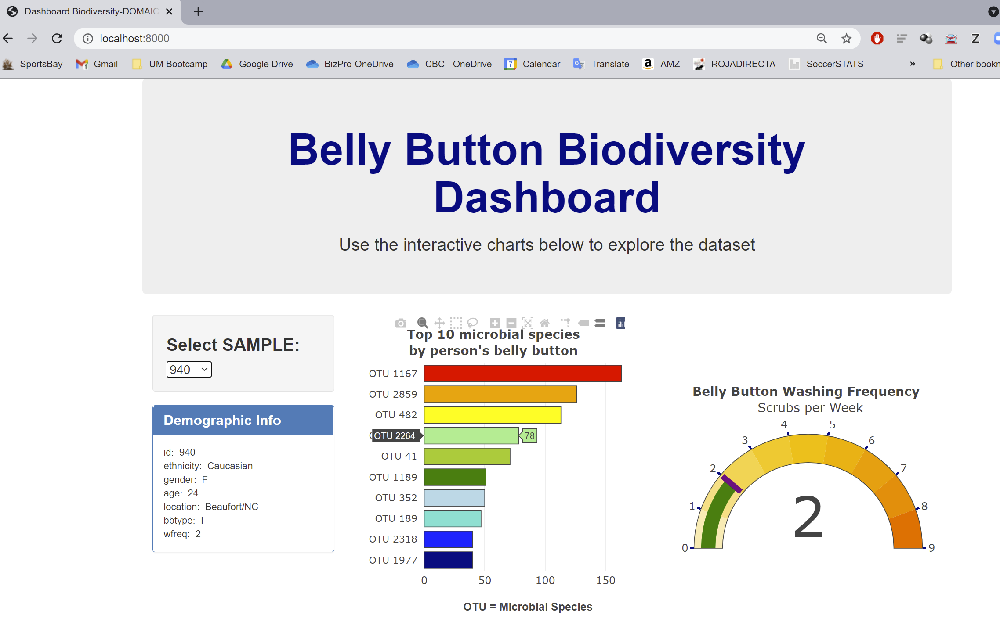 Dashboard Biodiversity-DOMAIC
localhost:8000
SportsBay
1
Gmail
UM Bootcamp
Google Drive
BizPro-OneDrive
CBC - OneDrive
7
Calendar
Translate
a
AMZ
ROJADIRECTA
SoccerSTATS
»
Other bookn
Z
Belly Button Biodiversity
Dashboard
Use the interactive charts below to explore the dataset
Select SAMPLE:
940
Demographic Info
id: 940
ethnicity: Caucasian
gender: F
age: 24
location: Beaufort/NC
bbtype: I
wfreq: 2
Top 10 microbial species
by person's belly button
OTU 1167
OTU 2859
OTU 482
OTU 2264
78
OTU 41
OTU 1189
OTU 352
OTU 189
OTU 2318
OTU 1977
0 50 100 150
OTU = Microbial Species
Belly Button Washing Frequency
Scrubs per Week
0
1
2
3
4
5
6
7
8
9
2